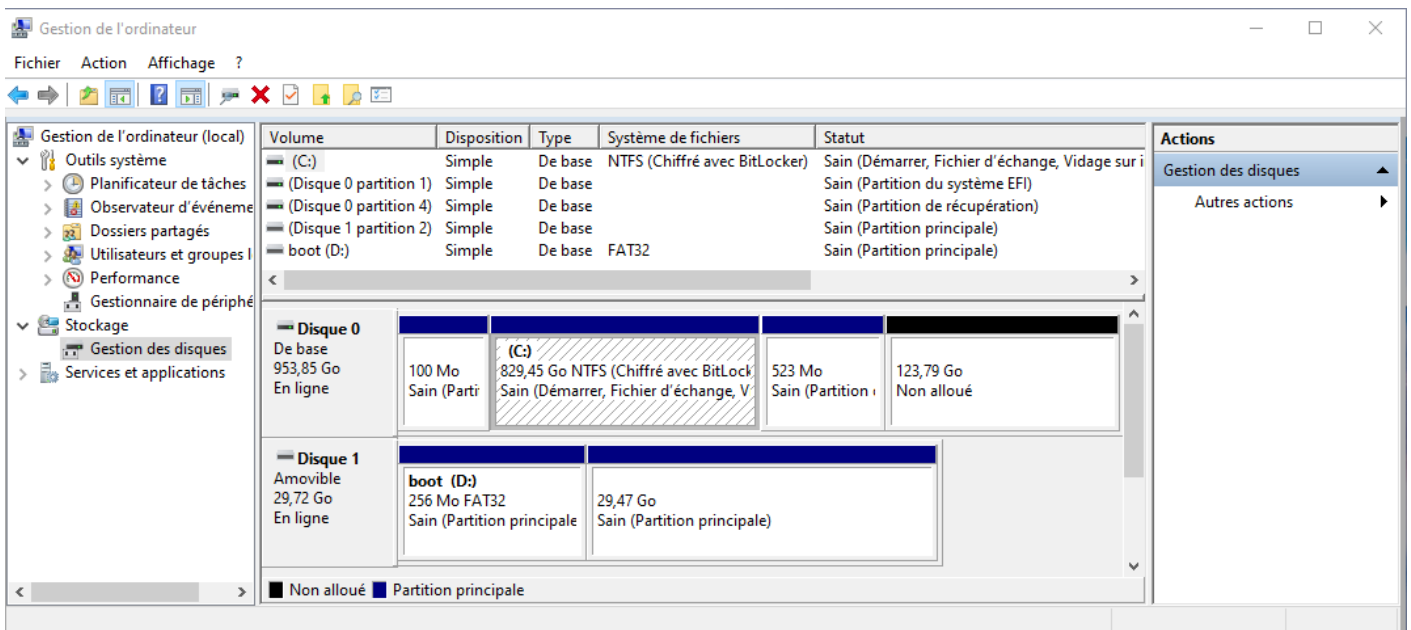 Gestion de l'ordinateur
Fichier Action Affichage ?
Gestion de l'ordinateur (local)
Outils système
Planificateur de tâches
Observateur d'événeme
Dossiers partagés
Utilisateurs et groupes l
Performance
Gestionnaire de périphé
Stockage
Gestion des disques
Services et applications
Volume Disposition Type Système de fichiers Statut
(C:) Simple De base NTFS (Chiffré avec BitLocker) Sain (Démarrer, Fichier d'échange, Vidage sur i
(Disque 0 partition 1) Simple De base Sain (Partition du système EFI)
(Disque 0 partition 4) Simple De base Sain (Partition de récupération)
(Disque 1 partition 2) Simple De base Sain (Partition principale)
boot (D:) Simple De base FAT32 Sain (Partition principale)
Disque 0
De base
953,85 Go
En ligne
100 Mo
Sain (Parti
(C:)
829,45 Go NTFS (Chiffré avec BitLock
Sain (Démarrer, Fichier d'échange, V
523 Mo
Sain (Partition
123,79 Go
Non alloué
Disque 1
Amovible
29,72 Go
En ligne
boot (D:)
256 Mo FAT32
Sain (Partition principale
29,47 Go
Sain (Partition principale)
Non alloué Partition principale
Actions
Gestion des disques
Autres actions